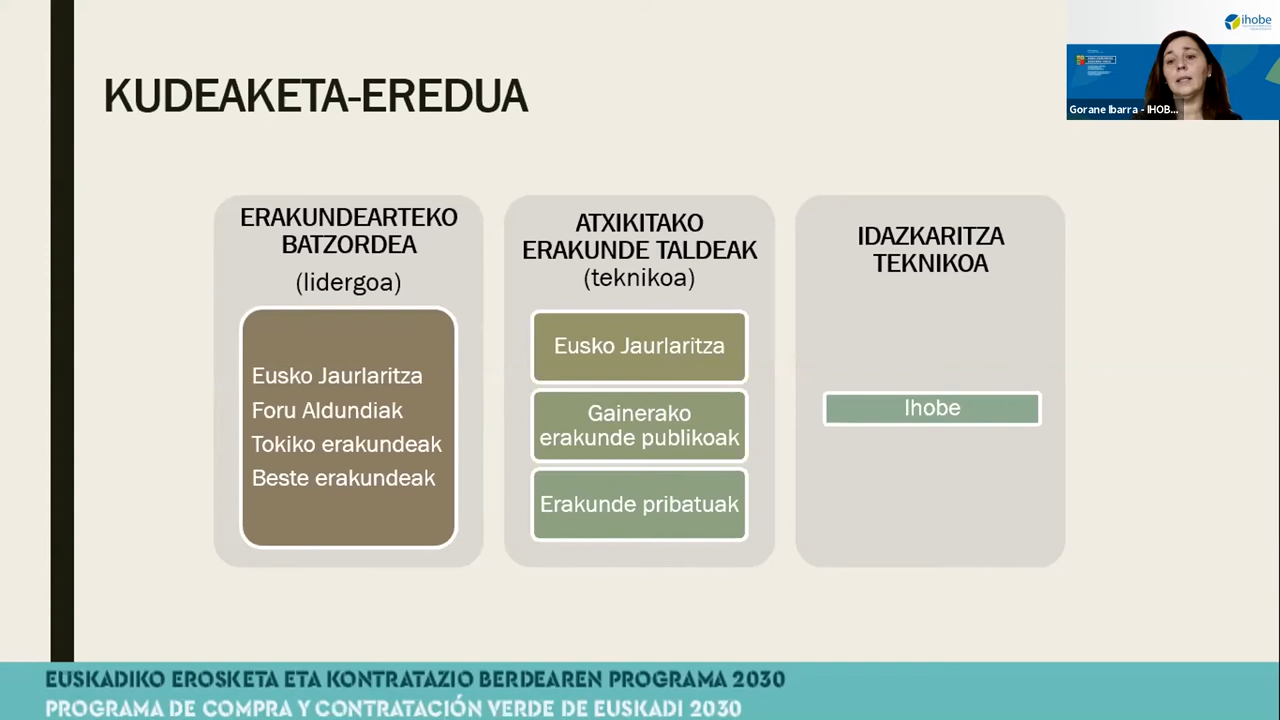 KUDEAKETA-EREDUA
ihobe
Gorane Ibarra - IHOB...
ERAKUNDEARTEKO
BATZORDEA
(lidergoa)
Eusko Jaurlaritza
Foru Aldundiak
Tokiko erakundeak
Beste erakundeak
ATXIKITAKO
ERAKUNDE TALDEAK
(teknikoa)
Eusko Jaurlaritza
Gainerako
erakunde publikoak
Erakunde pribatuak
IDAZKARITZA
TEKNIKOA
Ihobe
EUSKADIKO EROSKETA ETA KONTRATAZIO BERDEAREN PROGRAMA 2030
PROGRAMA DE COMPRA Y CONTRATACIÓN VERDE DE EUSKADI 2030